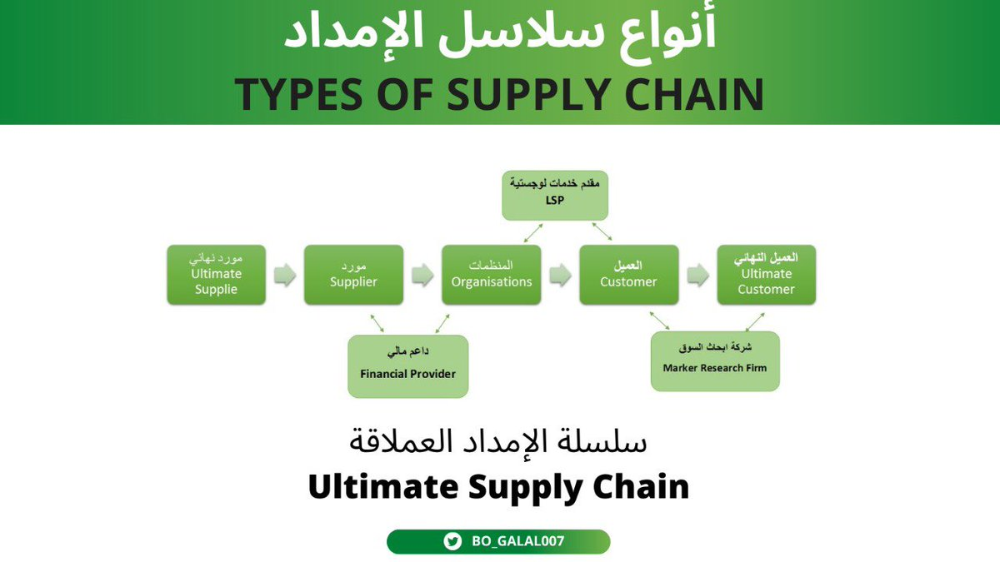 أنواع سلاسل الإمداد
TYPES OF SUPPLY CHAIN
مقدم خدمات لوجستية
LSP
مورد نهائي
Ultimate
Supplie
مورد
Supplier
المنظمات
Organisations
العميل
Customer
العميل النهائي
Ultimate
Customer
داعم مالي
Financial Provider
شركة ابحاث السوق
Marker Research Firm
سلسلة الإمداد العملاقة
Ultimate Supply Chain
BO_GALAL007